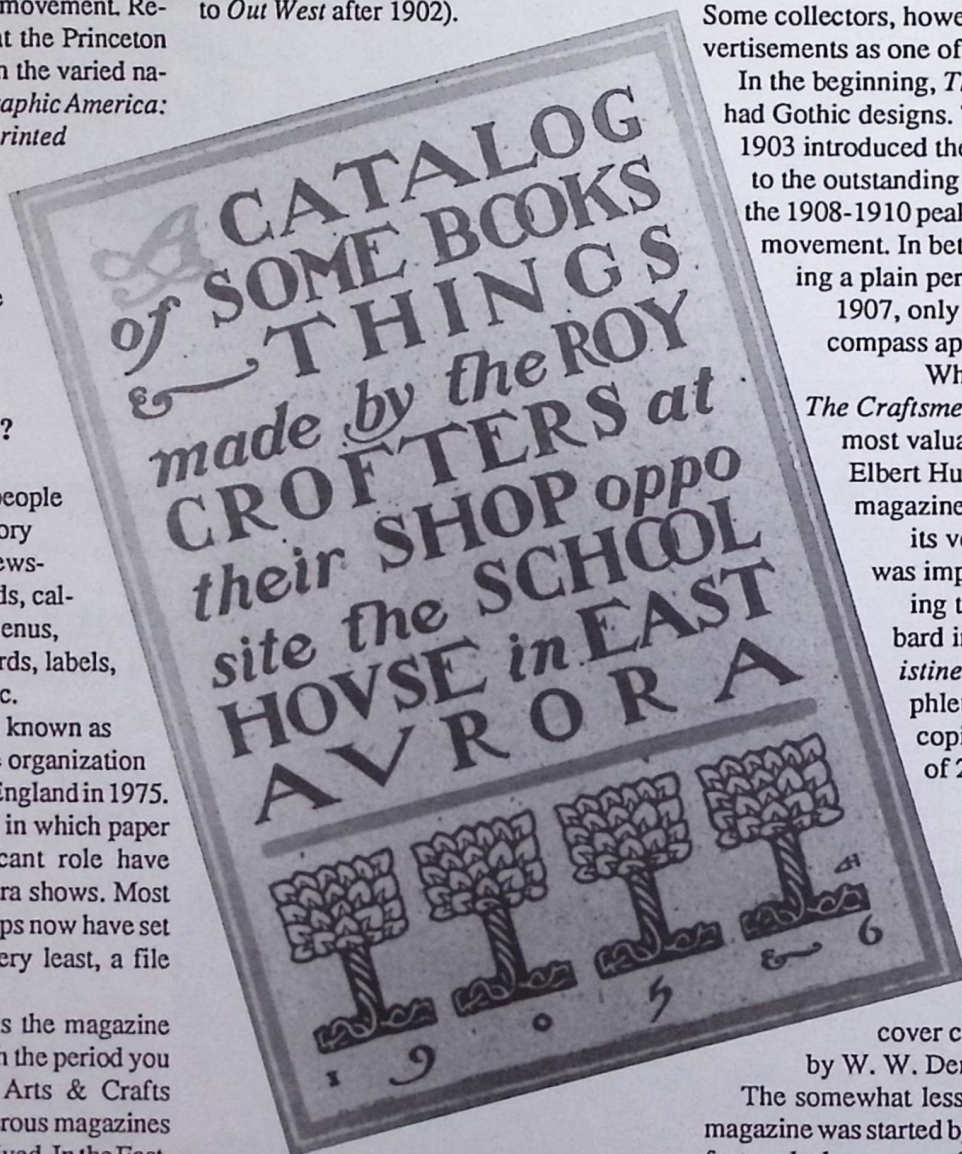 movement. Re-
at the Princeton
the varied na-
aphic America:
rinted
?
people
ory
ews-
ds, cal-
enus,
rds, labels,
c.
known as
organization
England in 1975.
in which paper
cant role have
ra shows. Most
ps now have set
ery least, a file
s the magazine
the period you
Arts & Crafts
rous magazines
to Out West after 1902).
A CATALOG
of SOME BOOKS
& THINGS
made by the ROY
CROFTERS at
their SHOP oppo
site the SCHOOL
HOVSE in EAST
AVRORA
1 9 0 5 & 6
Some collectors, howe
vertisements as one of
In the beginning, T
had Gothic designs.
1903 introduced the
to the outstanding
the 1908-1910 peak
movement. In bet
ing a plain per
1907, only
compass ap
Wh
The Craftsme
most valua
Elbert Hu
magazine
its v
was imp
ing t
bard i
istine
phle
copi
of 2
cover c
by W. W. De
The somewhat less
magazine was started b